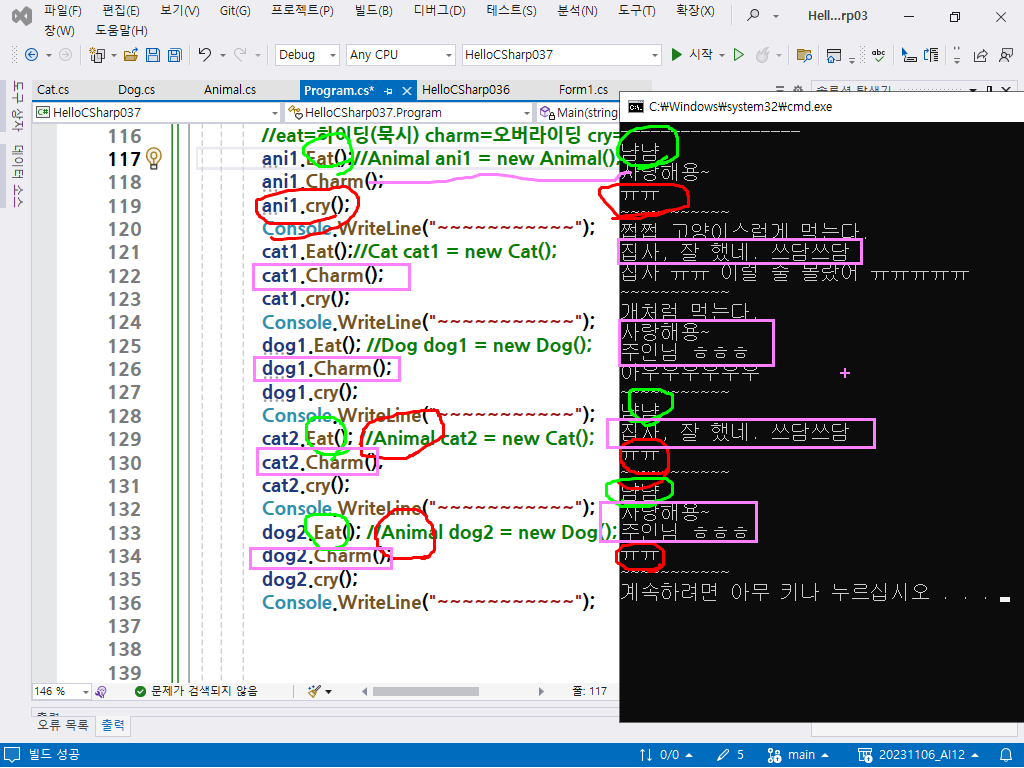 파일(F) 편집(E) 보기(V) Git(G) 프로젝트(P) 빌드(B) 디버그(D) 테스트(S) 분석(N) 도구(T) 확장(X) Hell...rp03
창(W) 도움말(H)
Debug Any CPU HelloCSharp037 시작
도구 상자
데이터 소스
Cat.cs Dog.cs Animal.cs Program.cs* HelloCSharp036 Form1.cs 솔루션 탐색기
HelloCSharp037 HelloCSharp037.Program Main(string
116 //eat=하이딩(묵시) charm=오버라이딩 cry=
117 ani1.Eat();//Animal ani1 = new Animal();
118 ani1.Charm();
119 ani1.cry();
120 Console.WriteLine("~~~~~~~~~~~");
121 cat1.Eat();//Cat cat1 = new Cat();
122 cat1.Charm();
123 cat1.cry();
124 Console.WriteLine("~~~~~~~~~~~");
125 dog1.Eat(); //Dog dog1 = new Dog();
126 dog1.Charm();
127 dog1.cry();
128 Console.WriteLine("~~~~~~~~~~~");
129 cat2.Eat(); //Animal cat2 = new Cat();
130 cat2.Charm();
131 cat2.cry();
132 Console.WriteLine("~~~~~~~~~~~");
133 dog2.Eat(); //Animal dog2 = new Dog();
134 dog2.Charm();
135 dog2.cry();
136 Console.WriteLine("~~~~~~~~~~~");
137
138
139
C:₩Windows₩system32₩cmd.exe
냠냠
사랑해용~
ㅠㅠ
~~~~~~~~~~~
쩝쩝 고양이스럽게 먹는다.
집사, 잘 했네. 쓰담쓰담
집사 ㅠㅠ 이럴 줄 몰랐어 ㅠㅠㅠㅠㅠ
~~~~~~~~~~~
개처럼 먹는다.
사랑해용~
주인님 ㅎㅎㅎ
아우우우우우우
~~~~~~~~~~~
냠냠
집사, 잘 했네. 쓰담쓰담
ㅠㅠ
~~~~~~~~~~~
냠냠
사랑해용~
주인님 ㅎㅎㅎ
ㅠㅠ
~~~~~~~~~~~
계속하려면 아무 키나 누르십시오 . . .
146 % 문제가 검색되지 않음 줄: 117
출력
오류 목록 출력
빌드 성공 0/0 5 main 20231106_AI12